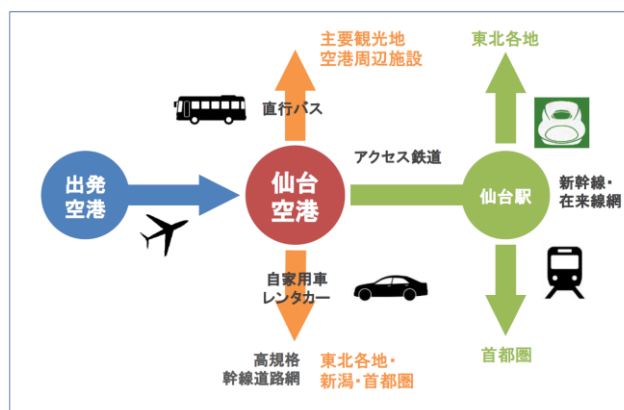 主要観光地
空港周辺施設
東北各地
直行バス
アクセス鉄道
出発
空港
仙台
空港
仙台駅
新幹線・
在来線網
自家用車
レンタカー
高規格
幹線道路網
東北各地・
新潟・首都圏
首都圏